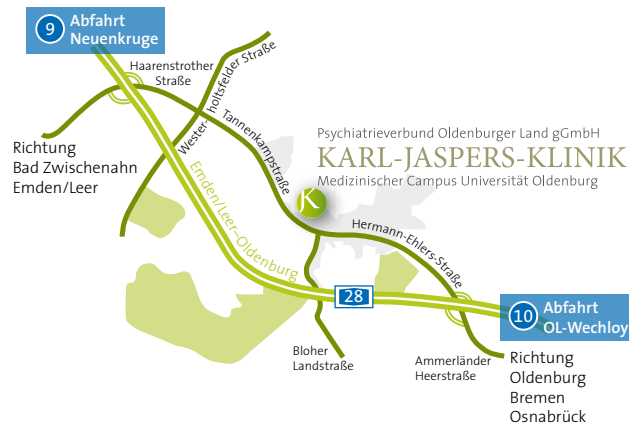 9 Abfahrt
Neuenkruge
Haarenstrother
Straße
Wester-
holtsfelder Straße
Tannenkampstraße
Richtung
Bad Zwischenahn
Emden/Leer
Psychiatrieverbund Oldenburger Land gGmbH
KARL-JASPERS-KLINIK
Medizinischer Campus Universität Oldenburg
JK
Emden/Leer–Oldenburg
Hermann-Ehlers-Straße
28
10 Abfahrt
OL-Wechloy
Bloher
Landstraße
Ammerländer
Heerstraße
Richtung
Oldenburg
Bremen
Osnabrück